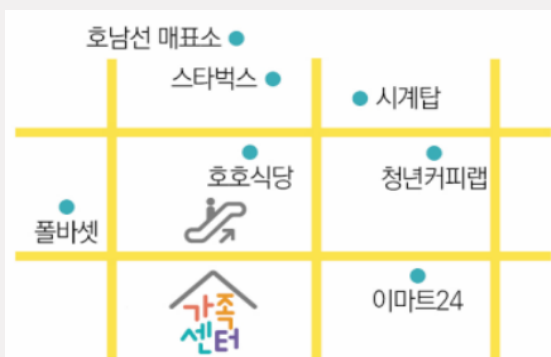 호남선 매표소
스타벅스
시계탑
호호식당
청년커피랩
폴바셋
이마트24
가족
센터